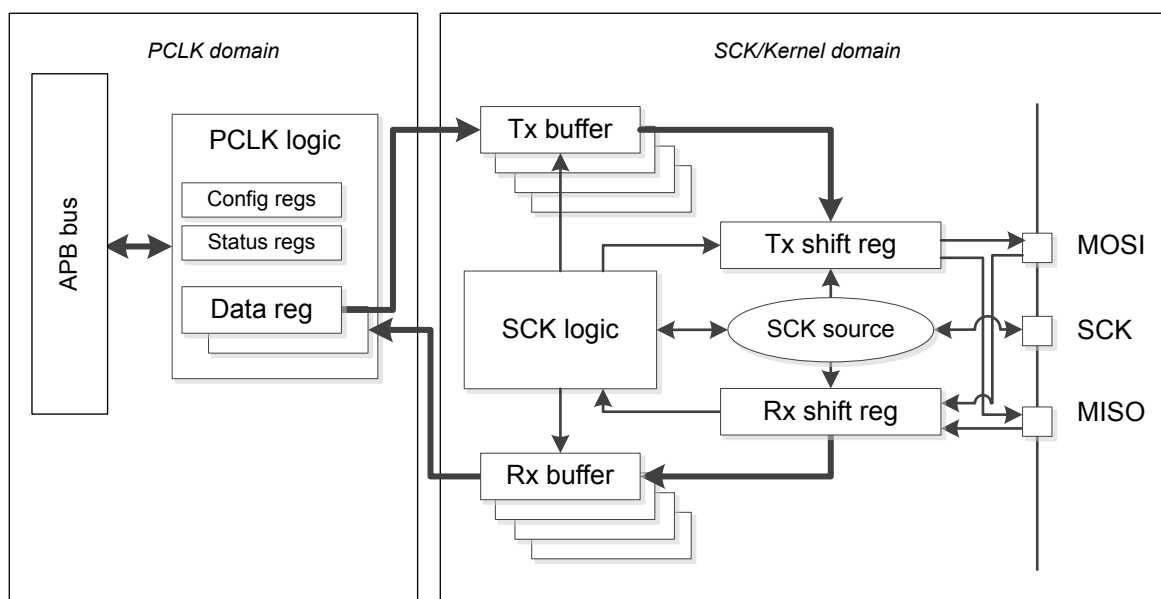 PCLK domain
SCK/Kernel domain
APB bus
PCLK logic
Config regs
Status regs
Data reg
Tx buffer
Tx shift reg
SCK logic
SCK source
Rx shift reg
Rx buffer
MOSI
SCK
MISO